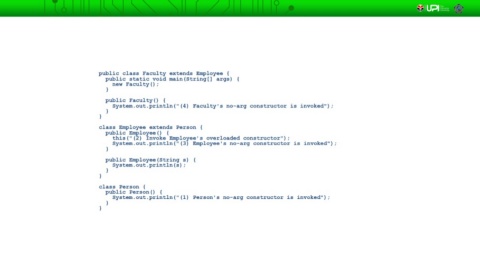 UPI
public class Faculty extends Employee {
public static void main(String[] args) {
new Faculty();
}
public Faculty() {
System.out.println("(4) Faculty's no-arg constructor is invoked");
}
}
class Employee extends Person {
public Employee() {
this("(2) Invoke Employee's overloaded constructor");
System.out.println("(3) Employee's no-arg constructor is invoked");
}
public Employee(String s) {
System.out.println(s);
}
}
class Person {
public Person() {
System.out.println("(1) Person's no-arg constructor is invoked");
}
}